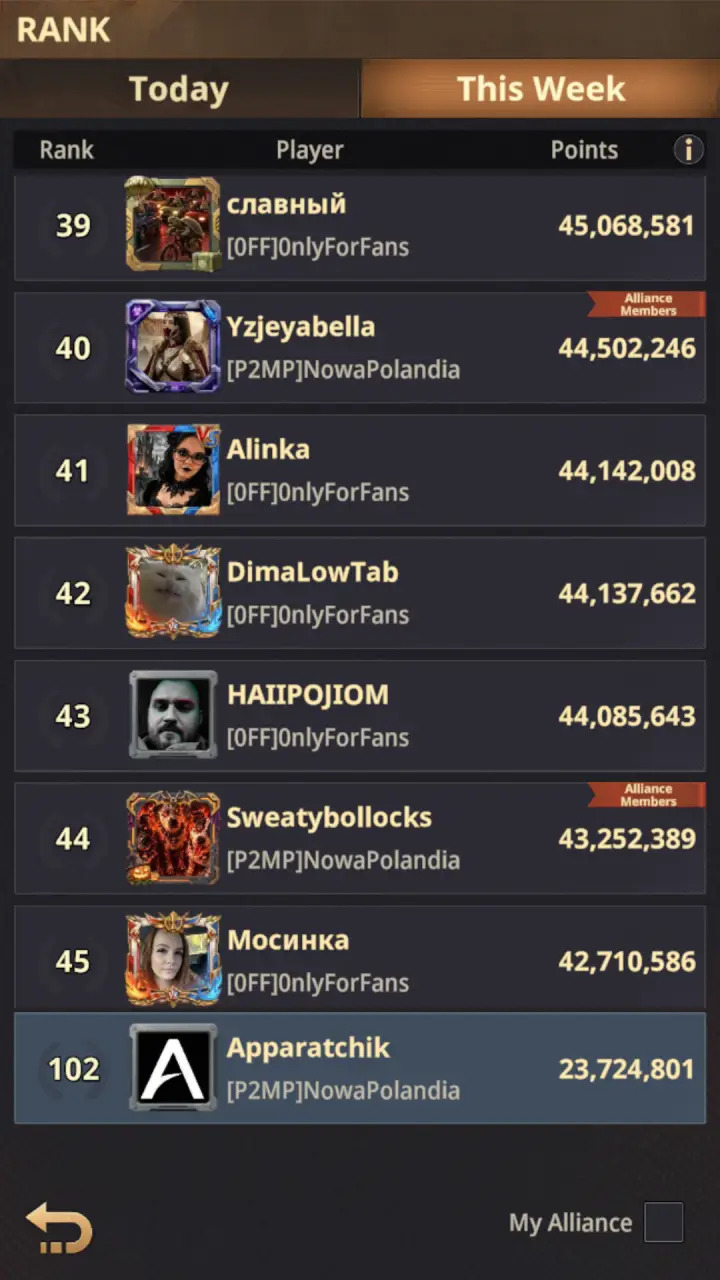 RANK
Today
This Week
Rank
Player
Points
39
славный
[0FF]0nlyForFans
45,068,581
Alliance
Members
40
Yzjeyabella
[P2MP]NowaPolandia
44,502,246
41
Alinka
[0FF]0nlyForFans
44,142,008
42
DimaLowTab
[0FF]0nlyForFans
44,137,662
43
HAIIPOJIOM
[0FF]0nlyForFans
44,085,643
Alliance
Members
44
Sweatybollocks
[P2MP]NowaPolandia
43,252,389
45
Мосинка
[0FF]0nlyForFans
42,710,586
102
Apparatchik
[P2MP]NowaPolandia
23,724,801
My Alliance